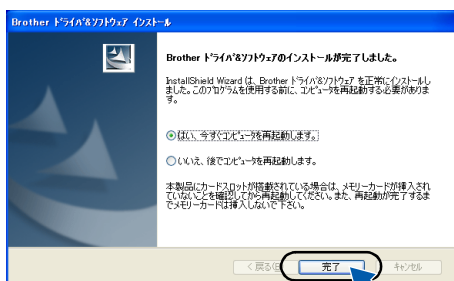 Brother ﾄﾞﾗｲﾊﾞ&ｿﾌﾄｳｪｱ ｲﾝｽﾄｰﾙ
Brother ﾄﾞﾗｲﾊﾞ&ｿﾌﾄｳｪｱのインストールが完了しました。
InstallShield Wizard は、Brother ﾄﾞﾗｲﾊﾞ&ｿﾌﾄｳｪｱ を正常にｲﾝｽﾄｰﾙし
ました。このﾌﾟﾛｸﾞﾗﾑを使用する前に、ｺﾝﾋﾟｭｰﾀを再起動する必要がありま
す。
はい、今すぐｺﾝﾋﾟｭｰﾀを再起動します。
いいえ、後でｺﾝﾋﾟｭｰﾀを再起動します。
本製品にカードスロットが搭載されている場合は、メモリーカードが挿入され
ていないことを確認してから再起動してください。また、再起動が完了するま
でメモリーカードは挿入しないで下さい。
< 戻る(B) 完了 ｷｬﾝｾﾙ